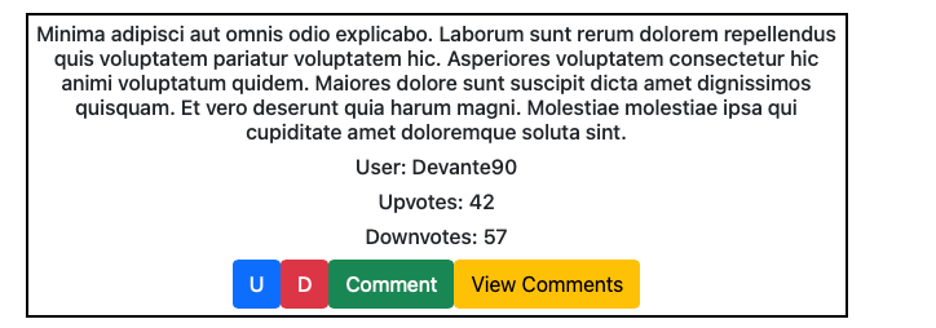 Minima adipisci aut omnis odio explicabo. Laborum sunt rerum dolorem repellendus
quis voluptatem pariatur voluptatem hic. Asperiores voluptatem consectetur hic
animi voluptatum quidem. Maiores dolore sunt suscipit dicta amet dignissimos
quisquam. Et vero deserunt quia harum magni. Molestiae molestiae ipsa qui
cupiditate amet doloremque soluta sint.
User: Devante90
Upvotes: 42
Downvotes: 57
U D Comment View Comments